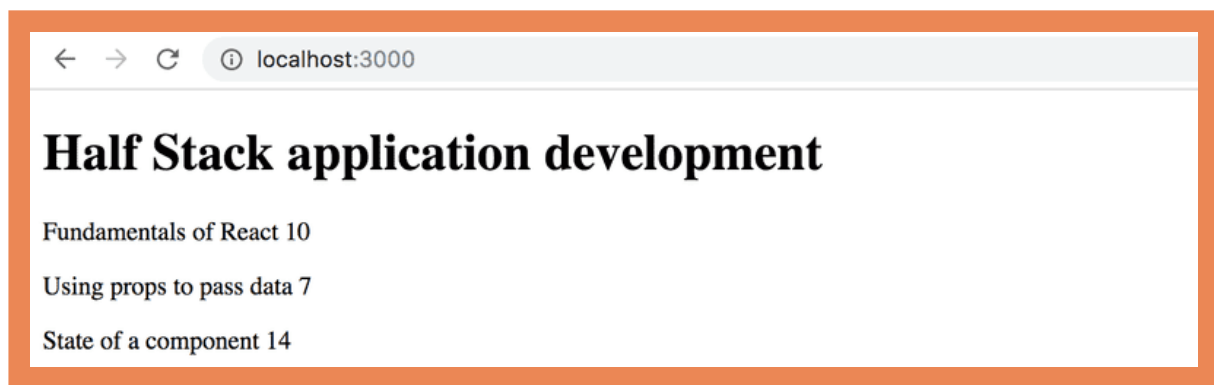 localhost:3000
Half Stack application development
Fundamentals of React 10
Using props to pass data 7
State of a component 14